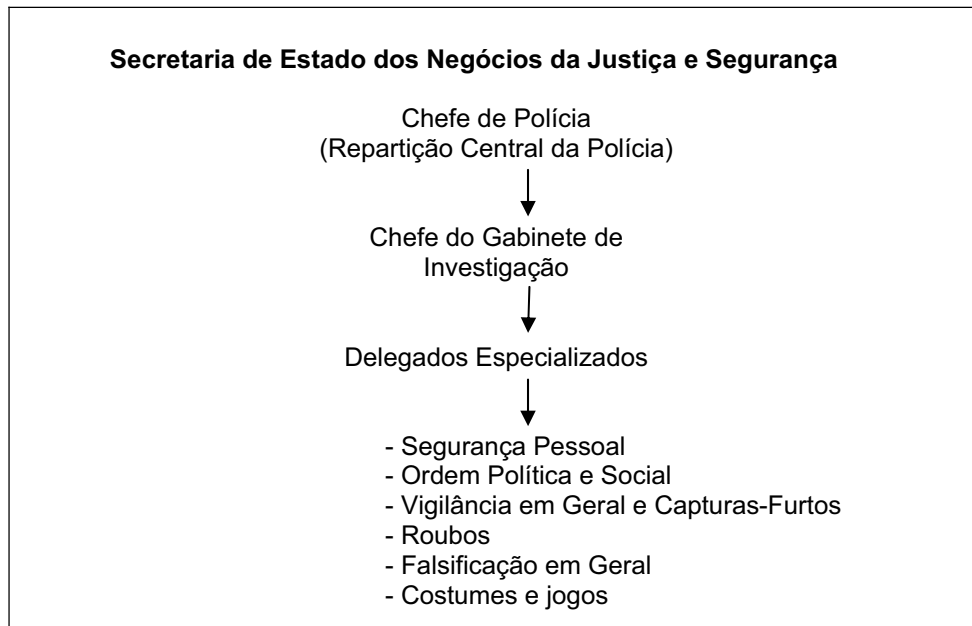 Secretaria de Estado dos Negócios da Justiça e Segurança
Chefe de Polícia
(Repartição Central da Polícia)
Chefe do Gabinete de
Investigação
Delegados Especializados
- Segurança Pessoal
- Ordem Política e Social
- Vigilância em Geral e Capturas-Furtos
- Roubos
- Falsificação em Geral
- Costumes e jogos